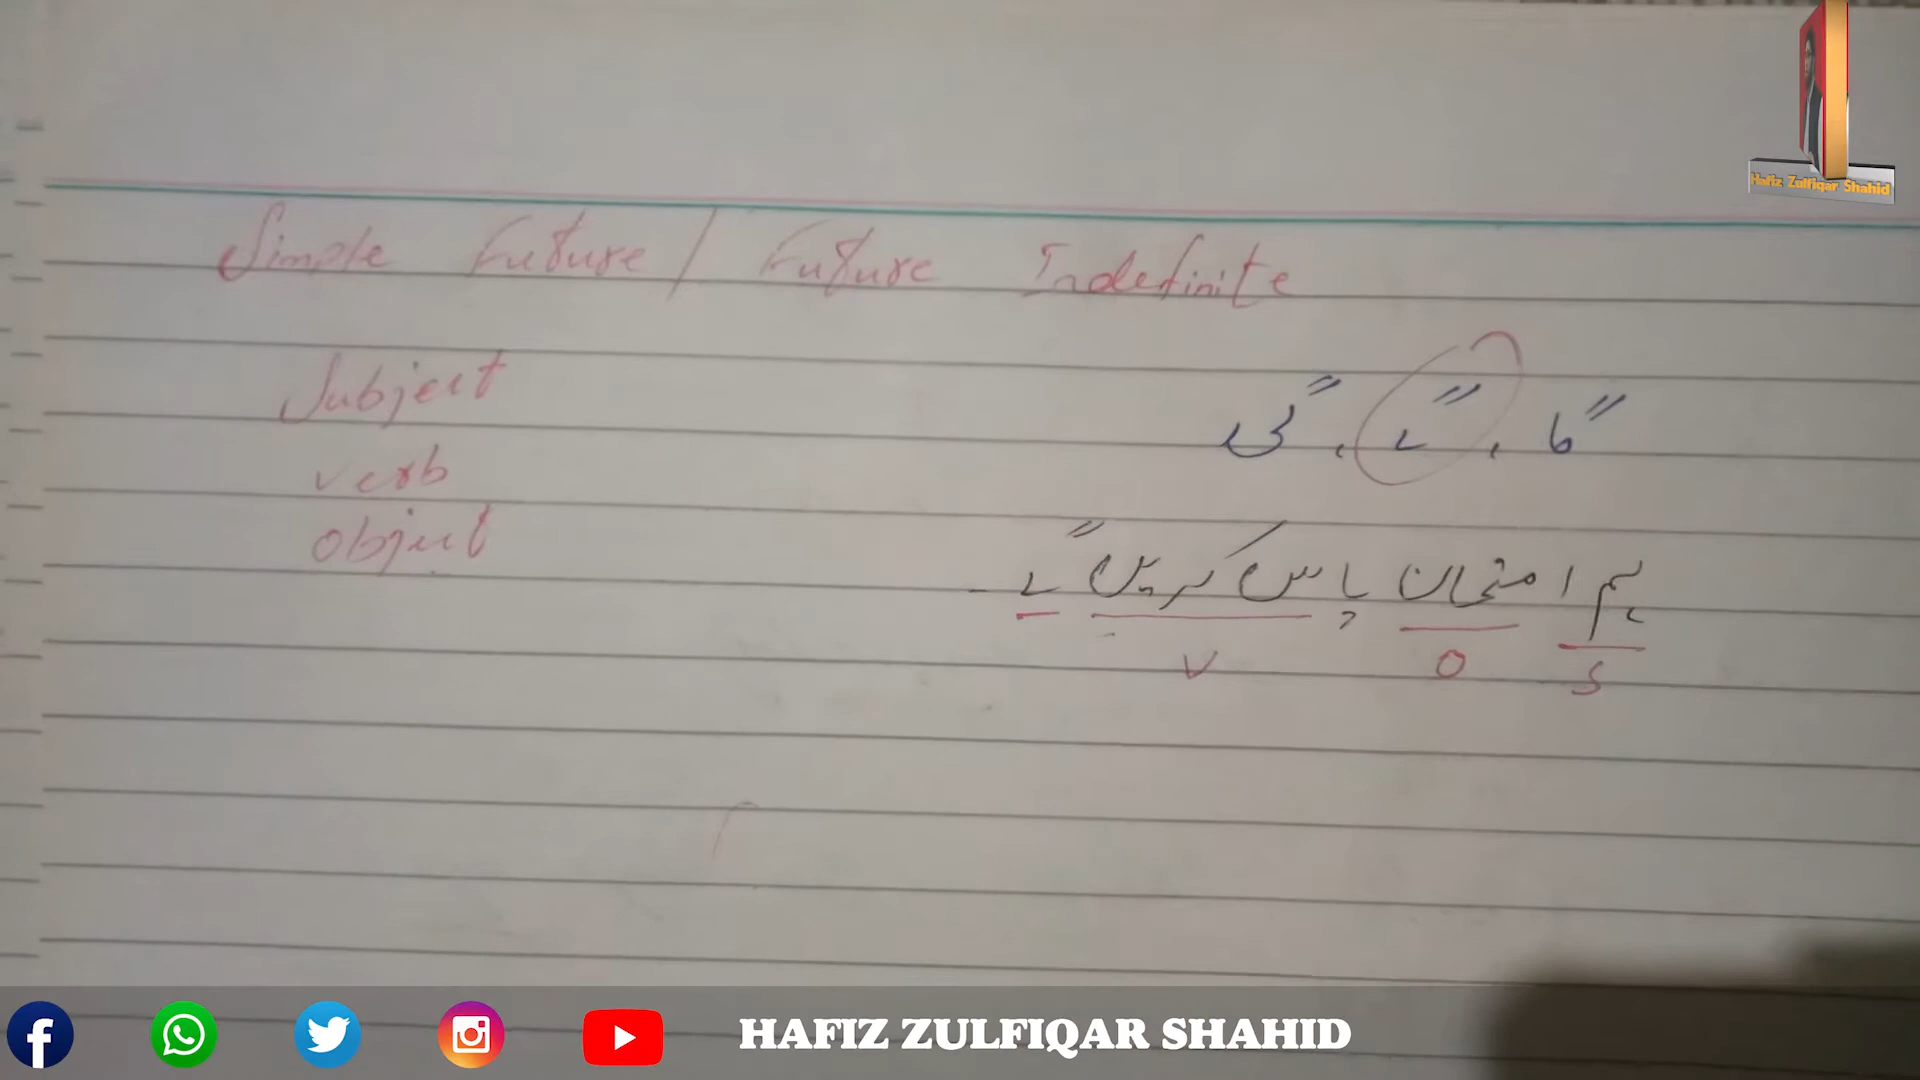 Hafiz Zulfiqar Shahid
Simple Future / Future Indefinite
Subject
verb
object
گا ، گے ، گی
ہم امتحان پاس کریں گے ۔
V O S
HAFIZ ZULFIQAR SHAHID